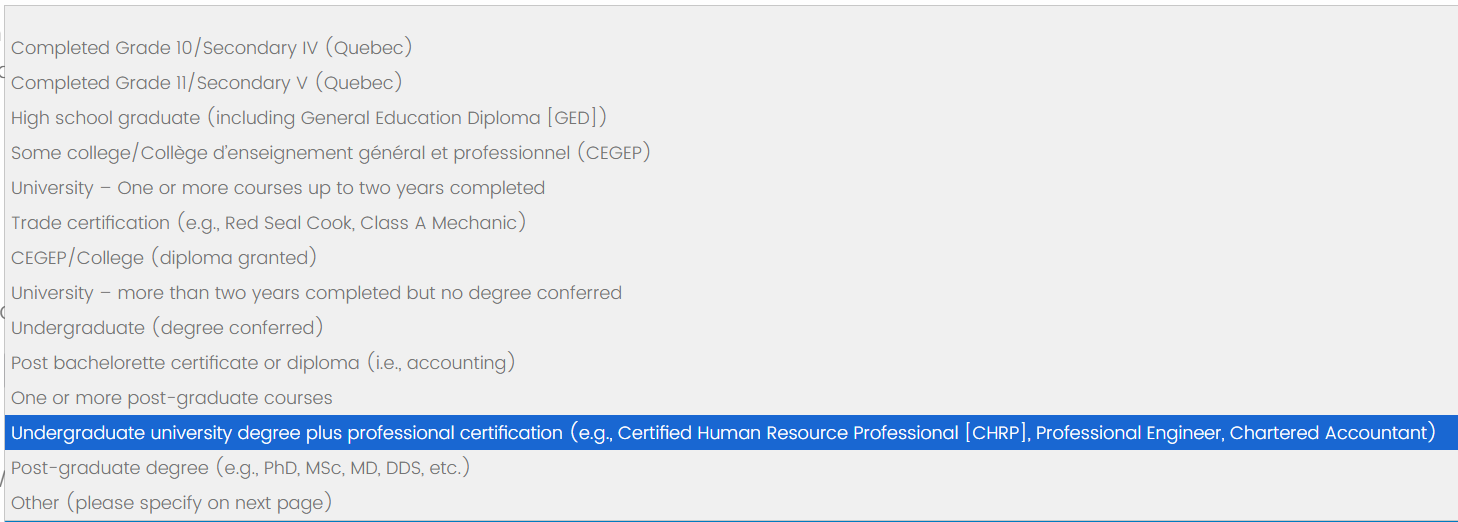 Completed Grade 10/Secondary IV (Quebec)
Completed Grade 11/Secondary V (Quebec)
High school graduate (including General Education Diploma [GED])
Some college/Collège d'enseignement général et professionnel (CEGEP)
University – One or more courses up to two years completed
Trade certification (e.g., Red Seal Cook, Class A Mechanic)
CEGEP/College (diploma granted)
University – more than two years completed but no degree conferred
Undergraduate (degree conferred)
Post bachelorette certificate or diploma (i.e., accounting)
One or more post-graduate courses
Undergraduate university degree plus professional certification (e.g., Certified Human Resource Professional [CHRP], Professional Engineer, Chartered Accountant)
Post-graduate degree (e.g., PhD, MSc, MD, DDS, etc.)
Other (please specify on next page)